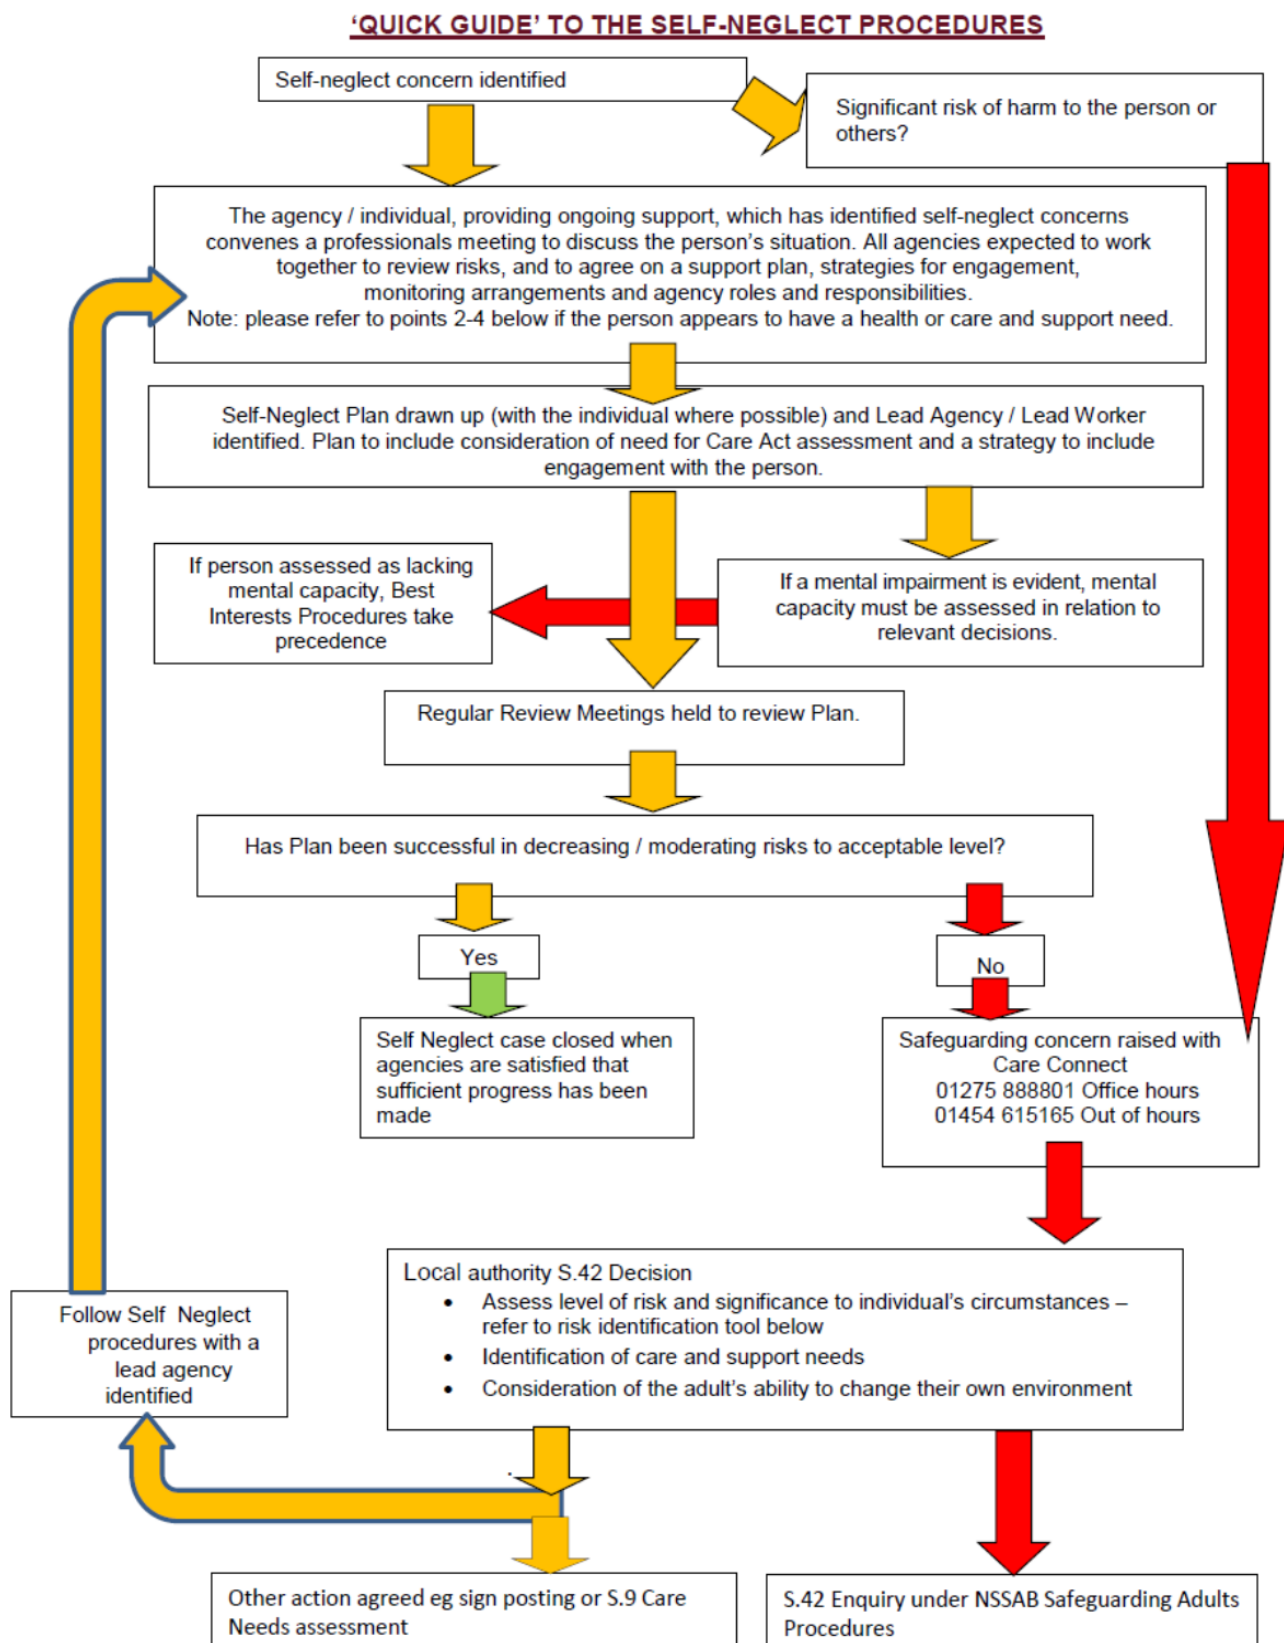 ‘QUICK GUIDE’ TO THE SELF-NEGLECT PROCEDURES
Self-neglect concern identified
Significant risk of harm to the person or
others?
The agency / individual, providing ongoing support, which has identified self-neglect concerns
convenes a professionals meeting to discuss the person’s situation. All agencies expected to work
together to review risks, and to agree on a support plan, strategies for engagement,
monitoring arrangements and agency roles and responsibilities.
Note: please refer to points 2-4 below if the person appears to have a health or care and support need.
Self-Neglect Plan drawn up (with the individual where possible) and Lead Agency / Lead Worker
identified. Plan to include consideration of need for Care Act assessment and a strategy to include
engagement with the person.
If person assessed as lacking
mental capacity, Best
Interests Procedures take
precedence
If a mental impairment is evident, mental
capacity must be assessed in relation to
relevant decisions.
Regular Review Meetings held to review Plan.
Has Plan been successful in decreasing / moderating risks to acceptable level?
Yes
No
Self Neglect case closed when
agencies are satisfied that
sufficient progress has been
made
Safeguarding concern raised with
Care Connect
01275 888801 Office hours
01454 615165 Out of hours
Local authority S.42 Decision
• Assess level of risk and significance to individual’s circumstances –
refer to risk identification tool below
• Identification of care and support needs
• Consideration of the adult’s ability to change their own environment
Follow Self Neglect
procedures with a
lead agency
identified
Other action agreed eg sign posting or S.9 Care
Needs assessment
S.42 Enquiry under NSSAB Safeguarding Adults
Procedures